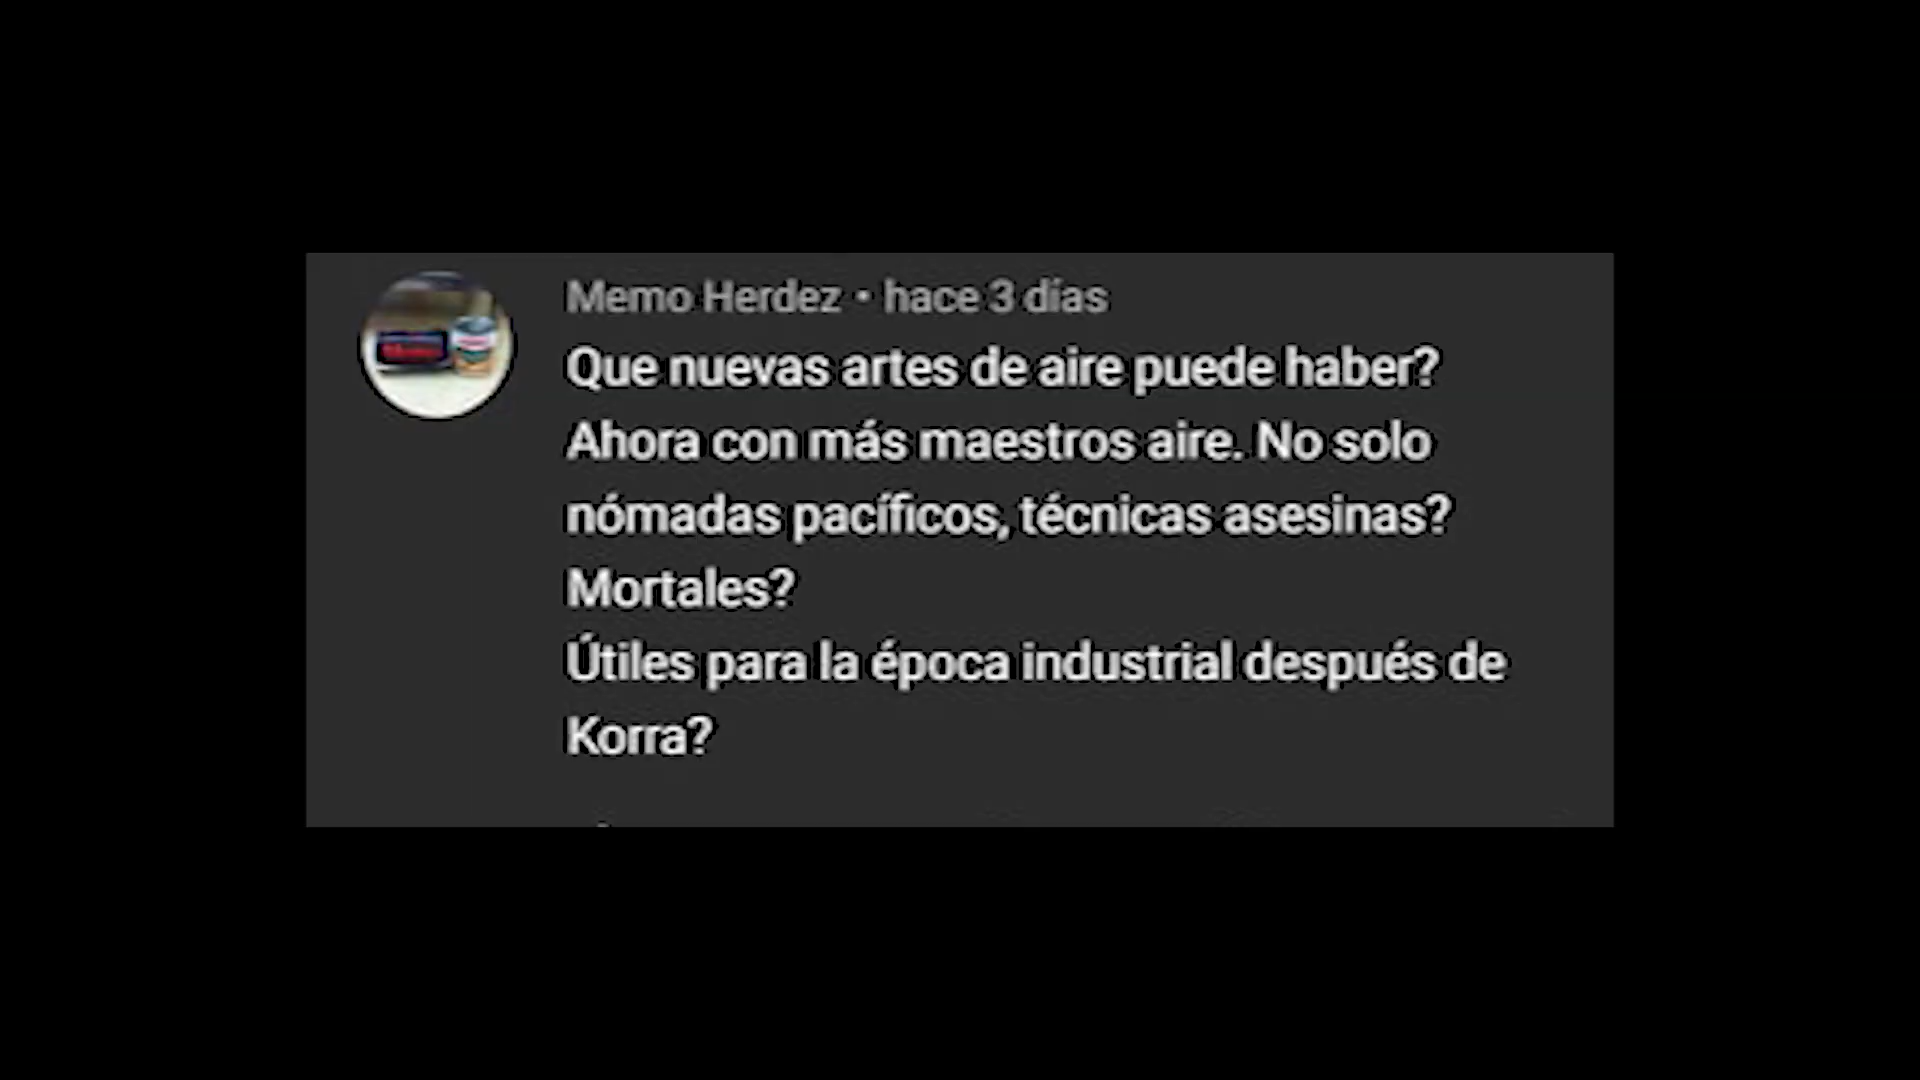 Memo Herdez • hace 3 días
Que nuevas artes de aire puede haber?
Ahora con más maestros aire. No solo
nómadas pacíficos, técnicas asesinas?
Mortales?
Útiles para la época industrial después de
Korra?